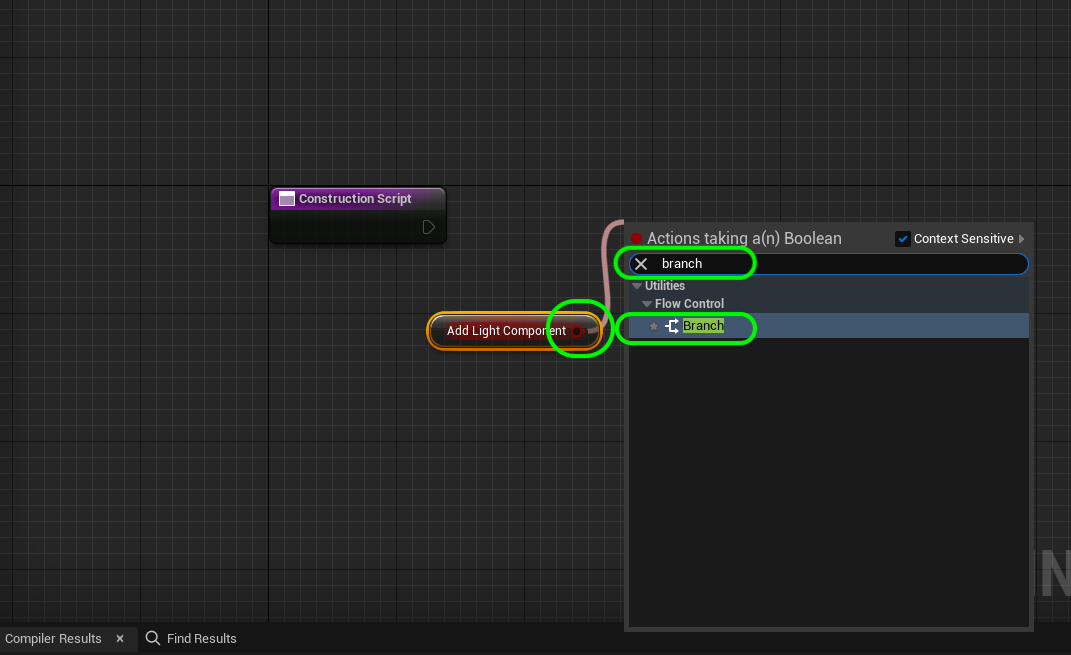 Construction Script
Actions taking a(n) Boolean
Context Sensitive
branch
Utilities
Flow Control
Add Light Component
Branch
Compiler Results
Find Results